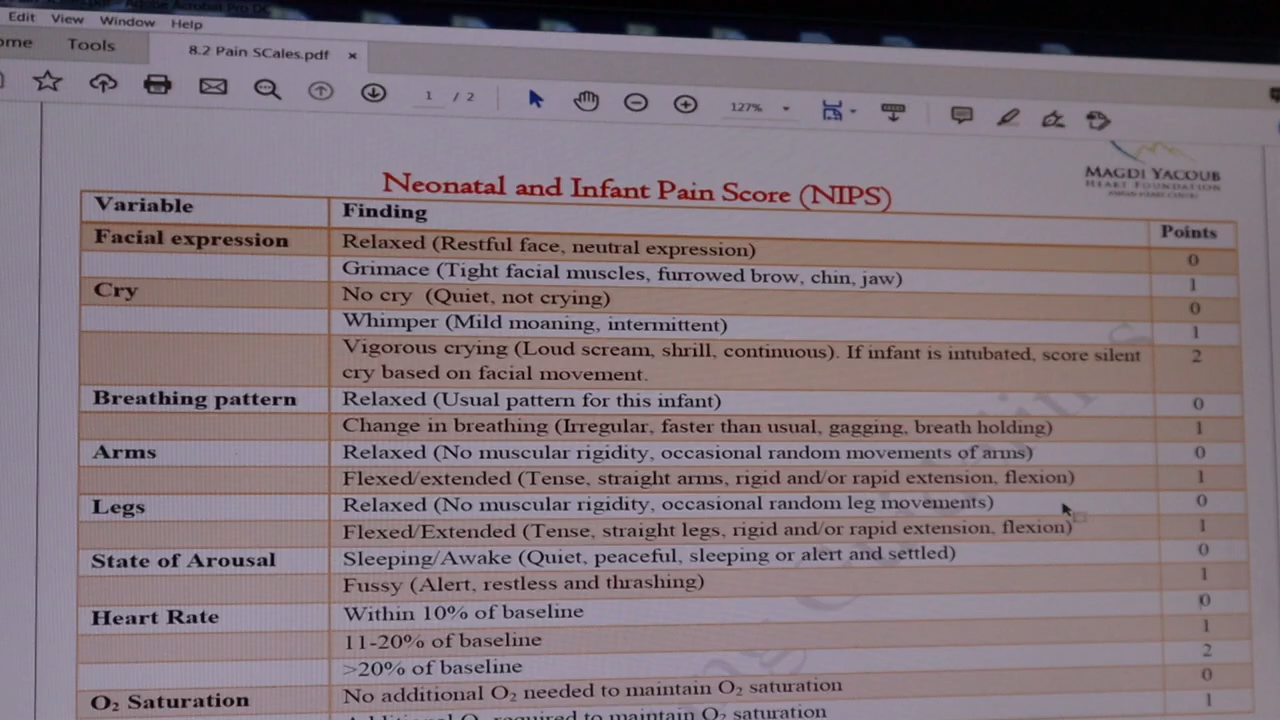 Edit View Window Help
ome Tools 8.2 Pain SCales.pdf ×
1 / 2 127%
MAGDI YACOUB
HEART FOUNDATION
Neonatal and Infant Pain Score (NIPS)
Variable Finding Points
Facial expression Relaxed (Restful face, neutral expression) 0
Grimace (Tight facial muscles, furrowed brow, chin, jaw) 1
Cry No cry (Quiet, not crying) 0
Whimper (Mild moaning, intermittent) 1
Vigorous crying (Loud scream, shrill, continuous). If infant is intubated, score silent 2
cry based on facial movement.
Breathing pattern Relaxed (Usual pattern for this infant) 0
Change in breathing (Irregular, faster than usual, gagging, breath holding) 1
Arms Relaxed (No muscular rigidity, occasional random movements of arms) 0
Flexed/extended (Tense, straight arms, rigid and/or rapid extension, flexion) 1
Legs Relaxed (No muscular rigidity, occasional random leg movements) 0
Flexed/Extended (Tense, straight legs, rigid and/or rapid extension, flexion) 1
State of Arousal Sleeping/Awake (Quiet, peaceful, sleeping or alert and settled) 0
Fussy (Alert, restless and thrashing) 1
Heart Rate Within 10% of baseline 0
11-20% of baseline 1
>20% of baseline 2
O₂ Saturation No additional O₂ needed to maintain O₂ saturation 0
Additional O₂ required to maintain O₂ saturation 1